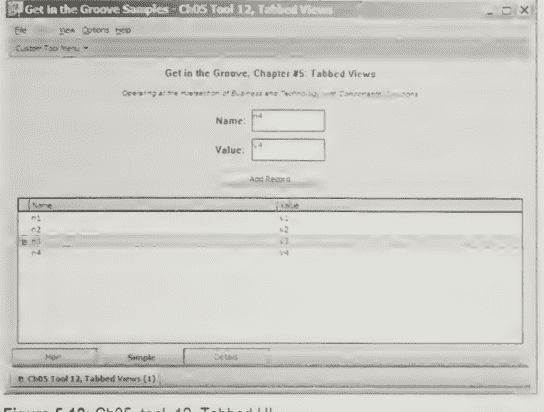 Get in the Groove Samples - Ch05 Tool 12, Tabbed Views
File View Options Help
Custom Tool Menu
Get in the Groove, Chapter #5: Tabbed Views
Operating at the Intersection of Business and Technology with
Name: n4
Value: v4
Add Record
Name Value
n1 v1
n2 v2
n3 v3
n4 v4
Main Simple Details
Ch05 Tool 12, Tabbed Views (1)
Figure 5.12: Ch05_tool_12, Tabbed UI